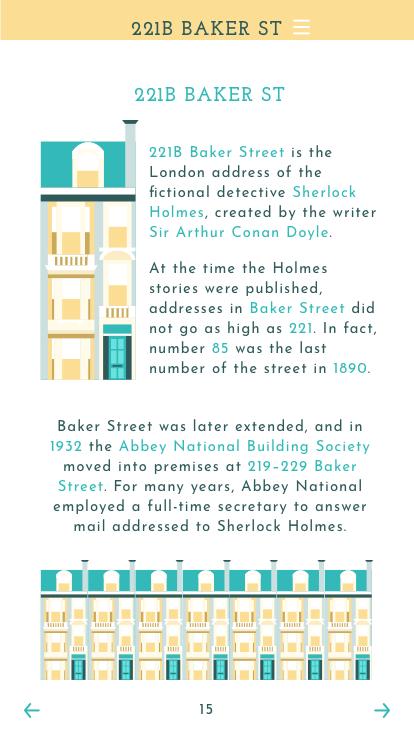 221B BAKER ST
221B BAKER ST
221B Baker Street is the
London address of the
fictional detective Sherlock
Holmes, created by the writer
Sir Arthur Conan Doyle.
At the time the Holmes
stories were published,
addresses in Baker Street did
not go as high as 221. In fact,
number 85 was the last
number of the street in 1890.
Baker Street was later extended, and in
1932 the Abbey National Building Society
moved into premises at 219–229 Baker
Street. For many years, Abbey National
employed a full-time secretary to answer
mail addressed to Sherlock Holmes.
15